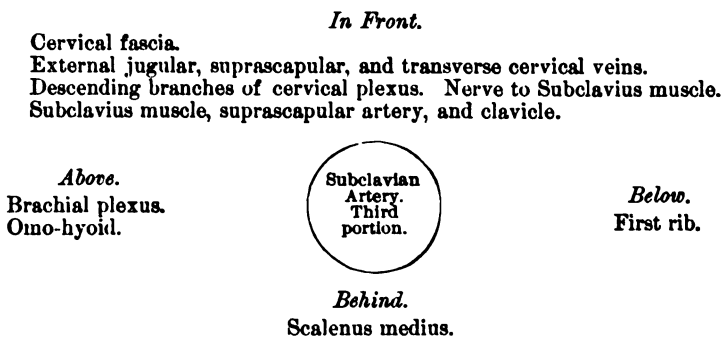 In Front.
Cervical fascia.
External jugular, suprascapular, and transverse cervical veins.
Descending branches of cervical plexus. Nerve to Subclavius muscle.
Subclavius muscle, suprascapular artery, and clavicle.
Above.
Brachial plexus.
Omo-hyoid.
Subclavian
Artery.
Third
portion.
Below.
First rib.
Behind.
Scalenus medius.